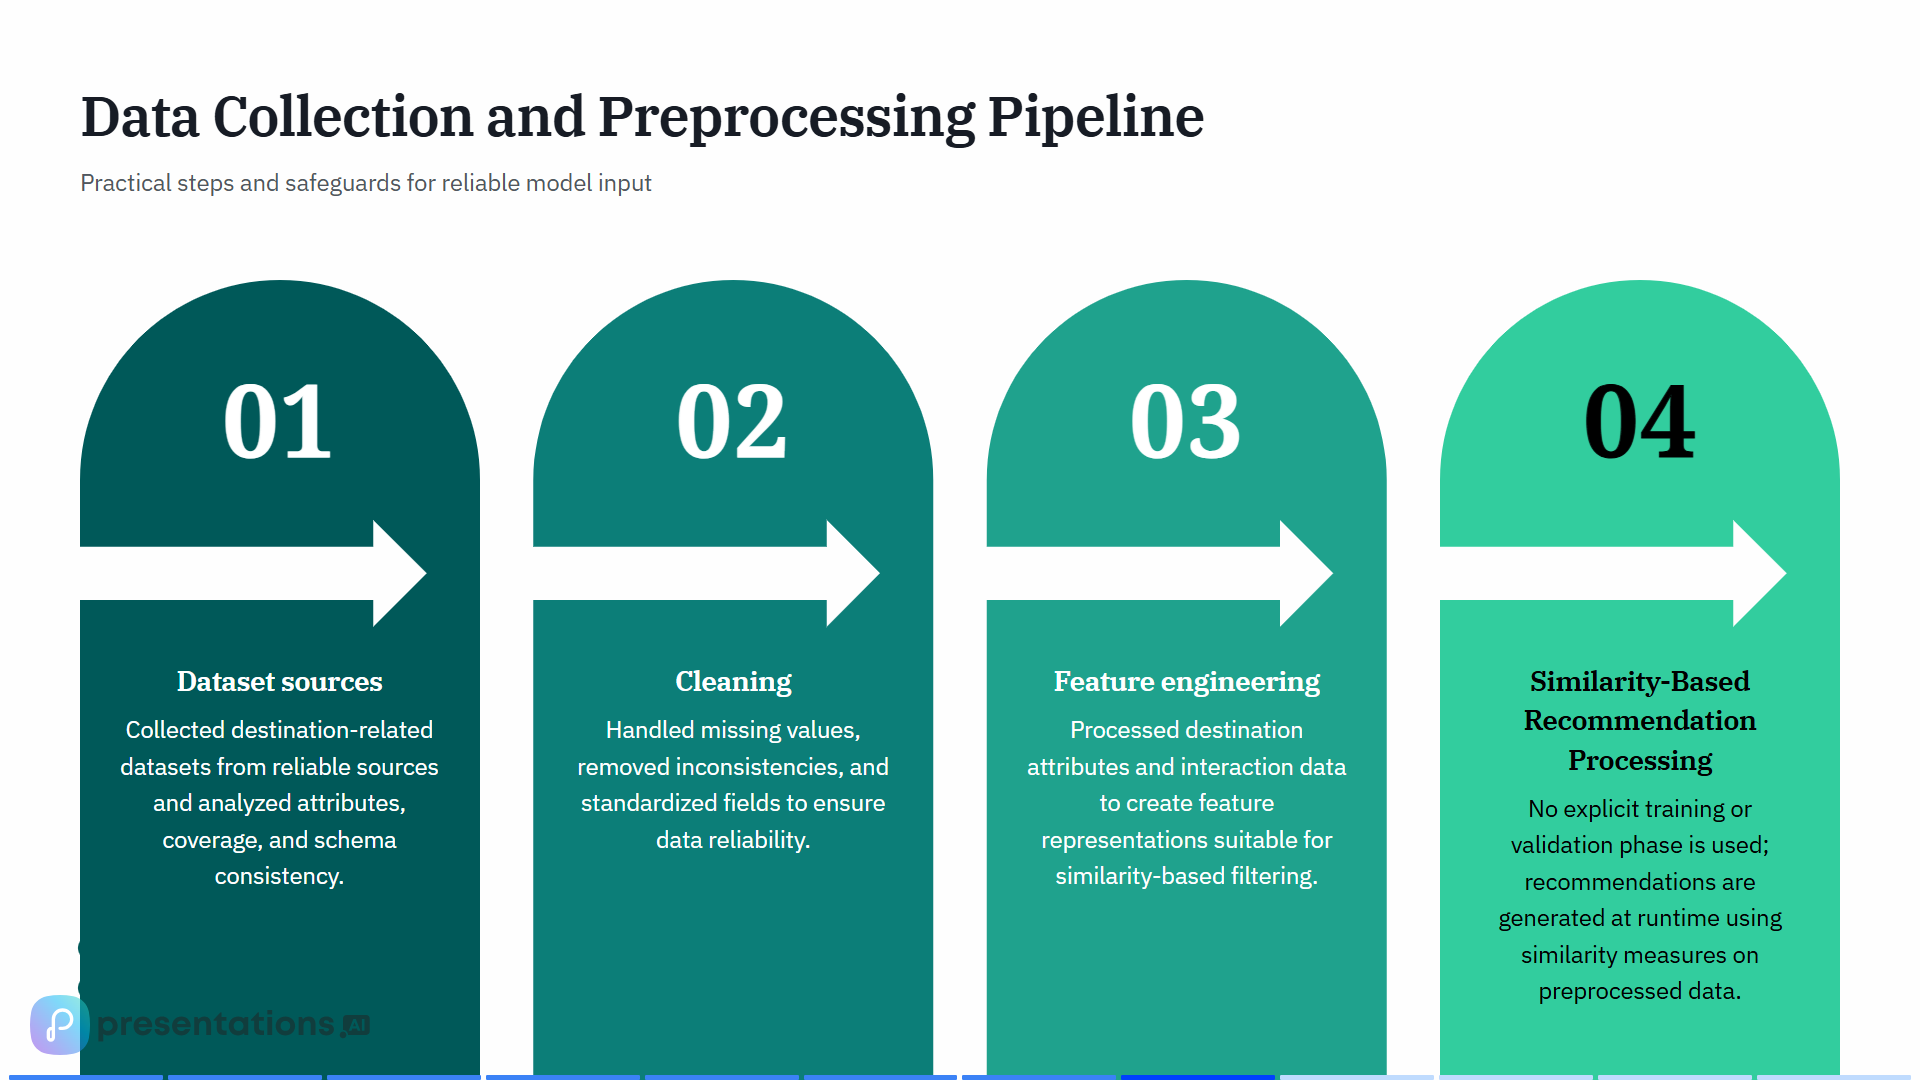 Data Collection and Preprocessing Pipeline
Practical steps and safeguards for reliable model input
01
Dataset sources
Collected destination-related
datasets from reliable sources
and analyzed attributes,
coverage, and schema
consistency.
02
Cleaning
Handled missing values,
removed inconsistencies, and
standardized fields to ensure
data reliability.
03
Feature engineering
Processed destination
attributes and interaction data
to create feature
representations suitable for
similarity-based filtering.
04
Similarity-Based
Recommendation
Processing
No explicit training or
validation phase is used;
recommendations are
generated at runtime using
similarity measures on
preprocessed data.
presentations.AI